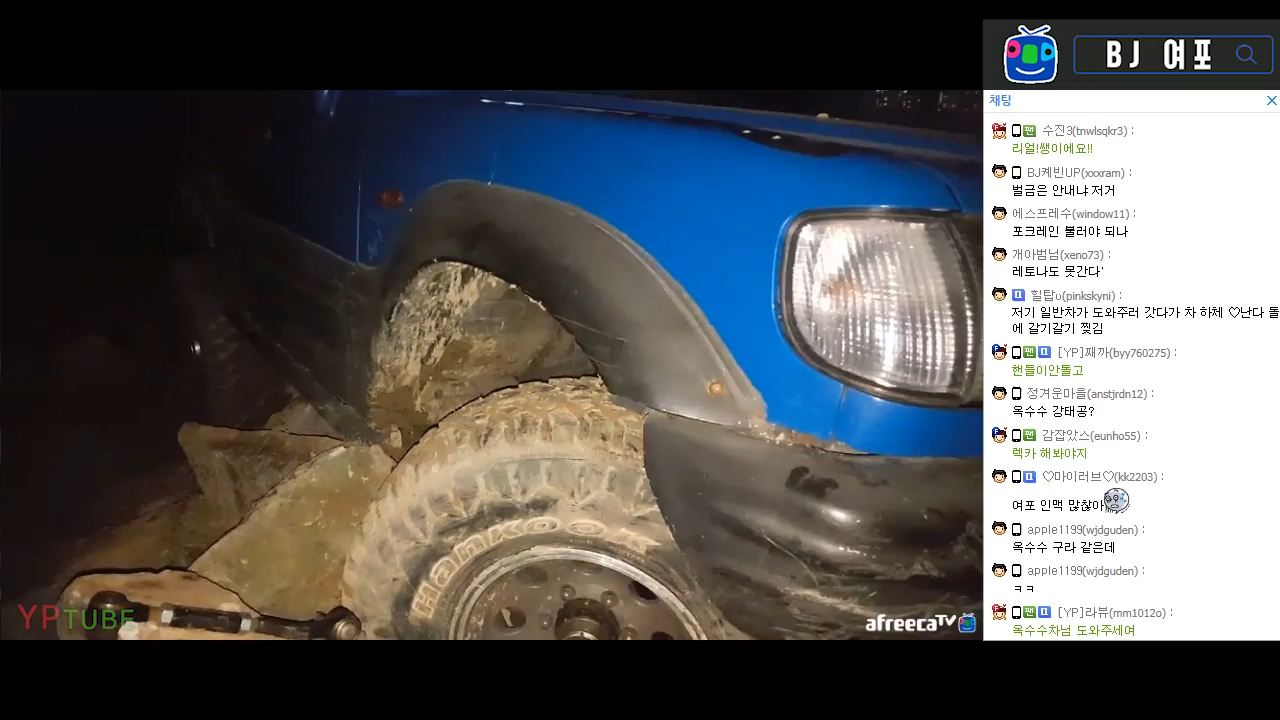 BJ 여포
채팅
수진3(tnwlsqkr3) :
리얼!쌩이에요!!
BJ케빈UP(xxxram) :
벌금은 안내냐 저거
에스프레수(window11) :
포크레인 불러야 되나
개아범님(xeno73) :
레토나도 못간다'
힐탑υ(pinkskyni) :
저기 일반차가 도와주러 갓다가 차 하체 ♡난다 돌
에 갈기갈기 찢김
[YP]째까(byy760275) :
핸들이안돌고
정겨운마을(anstjrdn12) :
옥수수 강태공?
감잡았스(eunho55) :
렉카 해봐야지
♡마이러브♡(kk2203) :
여포 인맥 많찮아
apple1199(wjdguden) :
옥수수 구라 같은데
apple1199(wjdguden) :
ㅋㅋ
[YP]라뷰(mm1012o) :
옥수수차님 도와주세여
Hankook
YPTUBE
afreecaTV